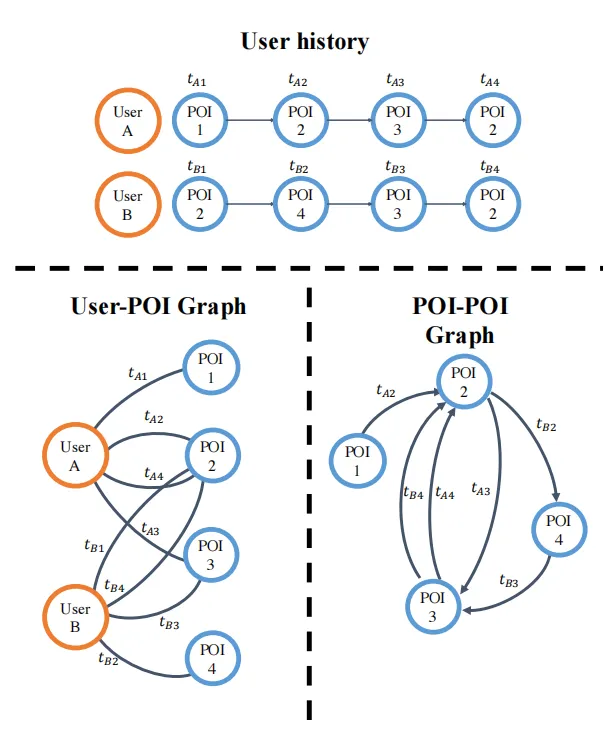 User history
t_{A1} t_{A2} t_{A3} t_{A4}
User
A
POI
1
POI
2
POI
3
POI
2
t_{B1} t_{B2} t_{B3} t_{B4}
User
B
POI
2
POI
4
POI
3
POI
2
User-POI Graph
POI
1
t_{A1}
t_{A2}
User
A
POI
2
t_{A4}
t_{A3}
t_{B1}
POI
3
t_{B4}
User
B
t_{B3}
t_{B2}
POI
4
POI-POI
Graph
POI
2
t_{A2}
t_{B2}
POI
1
t_{B4}
t_{A4}
t_{A3}
POI
4
t_{B3}
POI
3